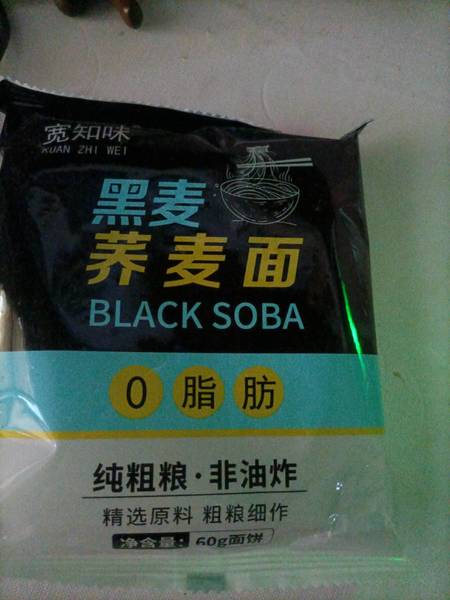 宽知味
KUAN ZHI WEI
黑麦
荞麦面
BLACK SOBA
0脂肪
纯粗粮·非油炸
精选原料 粗粮细作
净含量: 60g面饼